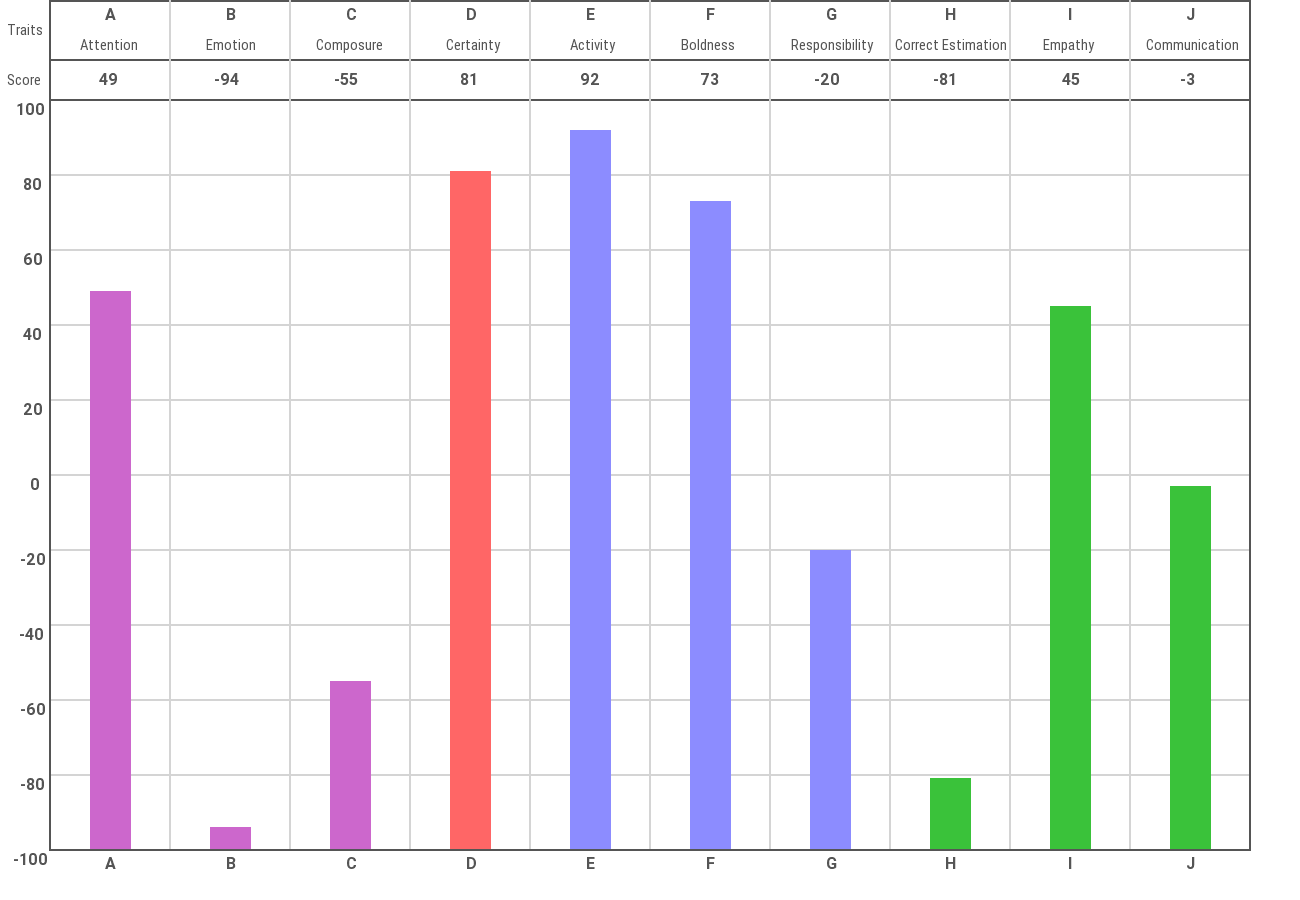 A B C D E F G H I J
Traits
Attention Emotion Composure Certainty Activity Boldness Responsibility Correct Estimation Empathy Communication
Score 49 -94 -55 81 92 73 -20 -81 45 -3
100
80
60
40
20
0
-20
-40
-60
-80
-100
A B C D E F G H I J